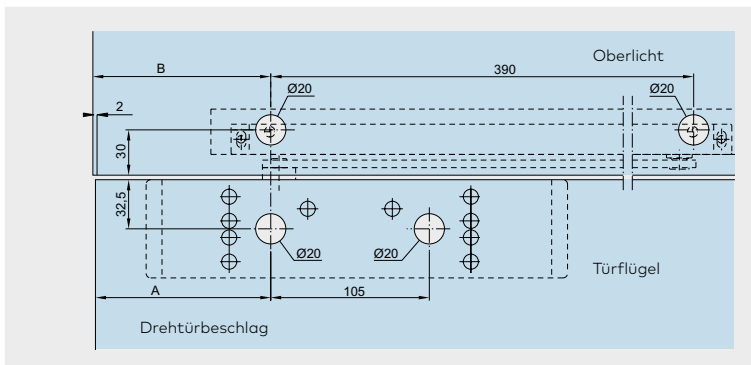 Oberlicht
B
390
2
Ø20
Ø20
30
32,5
Ø20
Ø20
Türflügel
A
105
Drehtürbeschlag